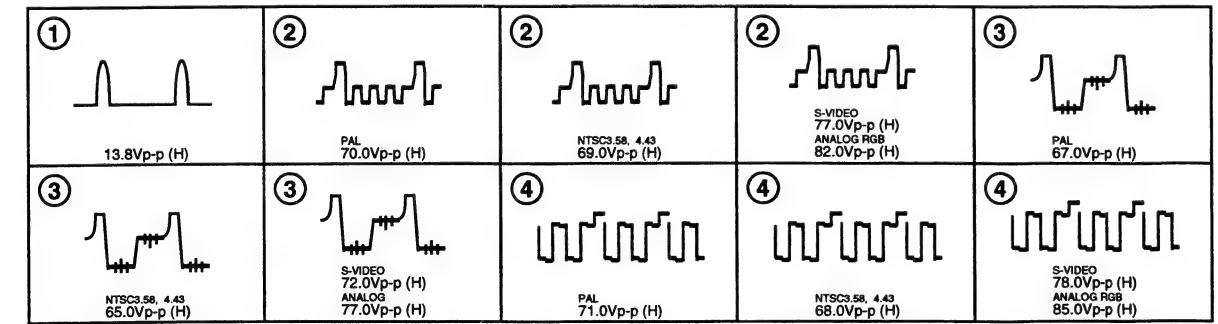 ①
13.8Vp-p (H)
②
PAL
70.0Vp-p (H)
②
NTSC3.58, 4.43
69.0Vp-p (H)
②
S-VIDEO
77.0Vp-p (H)
ANALOG RGB
82.0Vp-p (H)
③
PAL
67.0Vp-p (H)
③
NTSC3.58, 4.43
65.0Vp-p (H)
③
S-VIDEO
72.0Vp-p (H)
ANALOG
77.0Vp-p (H)
④
PAL
71.0Vp-p (H)
④
NTSC3.58, 4.43
68.0Vp-p (H)
④
S-VIDEO
78.0Vp-p (H)
ANALOG RGB
85.0Vp-p (H)